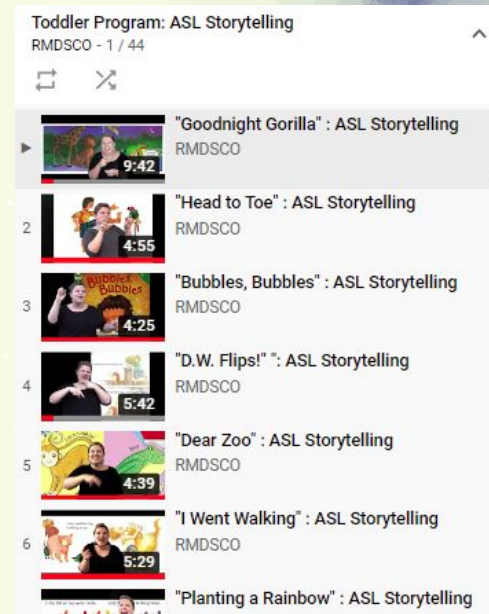 Toddler Program: ASL Storytelling
RMDSCO - 1 / 44
"Goodnight Gorilla" : ASL Storytelling
RMDSCO
9:42
2
"Head to Toe" : ASL Storytelling
RMDSCO
4:55
3
"Bubbles, Bubbles" : ASL Storytelling
RMDSCO
Bubbles,
Bubbles
4:25
4
"D.W. Flips!" ": ASL Storytelling
RMDSCO
5:42
5
"Dear Zoo" : ASL Storytelling
RMDSCO
4:39
6
"I Went Walking" : ASL Storytelling
RMDSCO
5:29
"Planting a Rainbow" : ASL Storytelling